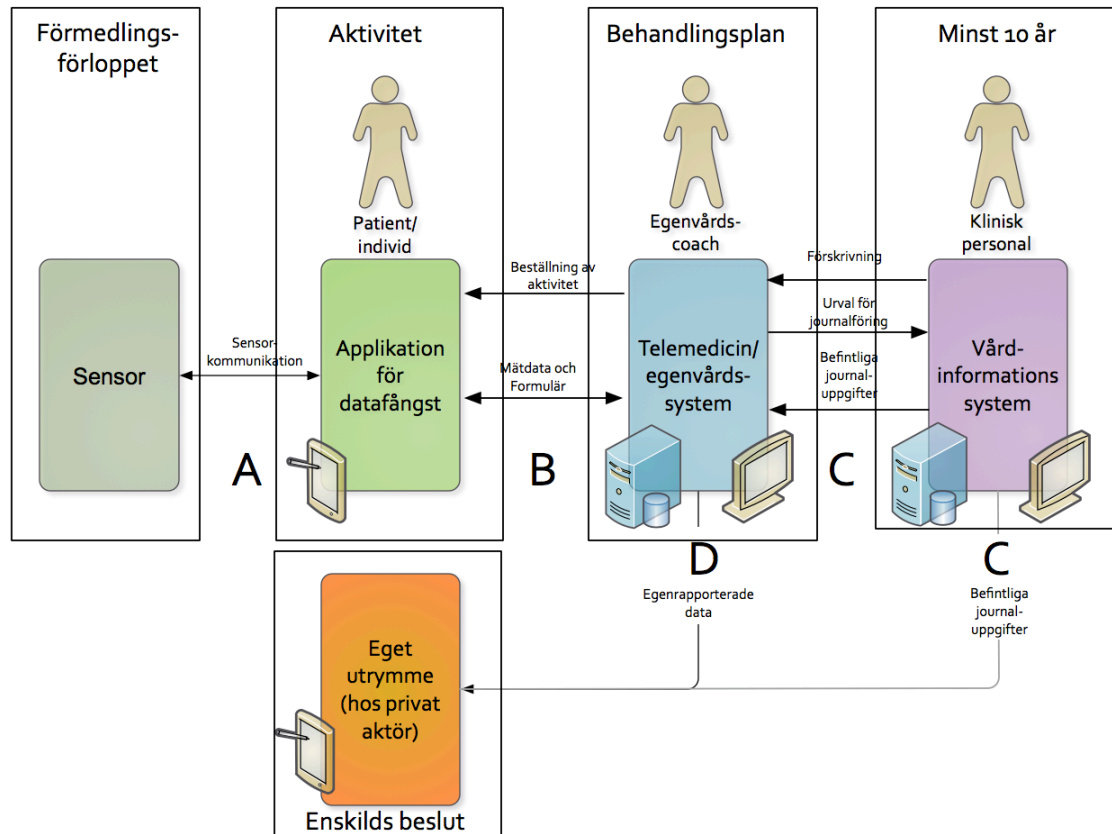 Förmedlings-
förloppet
Aktivitet
Behandlingsplan
Minst 10 år
Patient/
individ
Egenvårds-
coach
Klinisk
personal
Sensor
Sensor-
kommunikation
Applikation
för
datafångst
Beställning av
aktivitet
Mätdata och
Formulär
Telemedicin/
egenvårds-
system
Förskrivning
Urval för
journalföring
Befintliga
journal-
uppgifter
Vård-
informations
system
A
B
C
D
C
Egenrapporterade
data
Befintliga
journal-
uppgifter
Eget
utrymme
(hos privat
aktör)
Enskilds beslut